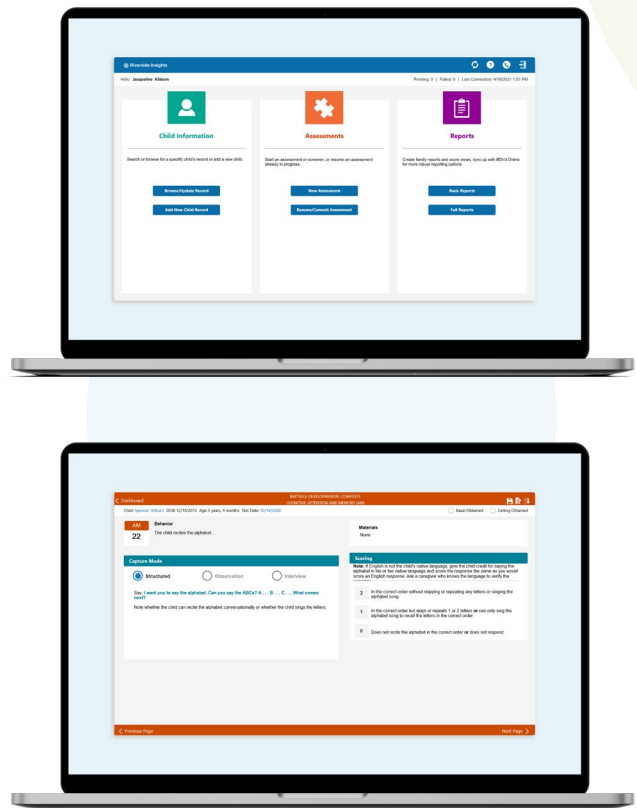 Riverside Insights
Hello Jacqueline Kilburn
Pending: 0 | Failed: 0 | Last Connection: 4/16/2021 1:51 PM
Child Information
Search or browse for a specific child's record or add a new child.
Browse/Update Record
Add New Child Record
Assessments
Start an assessment or screener, or resume an assessment
already in progress.
New Assessment
Resume/Commit Assessment
Reports
Create family reports and score views, sync up with BDI-3 Online
for more robust reporting options.
Basic Reports
Full Reports
Dashboard
BATTELLE DEVELOPMENTAL COMPLETE
COGNITIVE: ATTENTION AND MEMORY (AM)
Child: Spencer Kilburn DOB: 12/15/2015 Age: 5 years, 4 months Test Date:
Basal Obtained
Ceiling Obtained
AM
22
Behavior
The child recites the alphabet.
Materials
None
Capture Mode
Structured
Observation
Interview
Say, I want you to say the alphabet. Can you say the ABCs? A . . . B . . . C . . . What comes
next?
Note whether the child can recite the alphabet conversationally or whether the child sings the letters.
Scoring
Note: If English is not the child's native language, give the child credit for saying the
alphabet in his or her native language and score the response the same as you would
score an English response. Ask a caregiver who knows the language to verify the
2
In the correct order without skipping or repeating any letters or singing the
alphabet song
1
In the correct order but skips or repeats 1 or 2 letters or can only sing the
alphabet song to recall the letters in the correct order
0
Does not recite the alphabet in the correct order or does not respond
Previous Page
Next Page